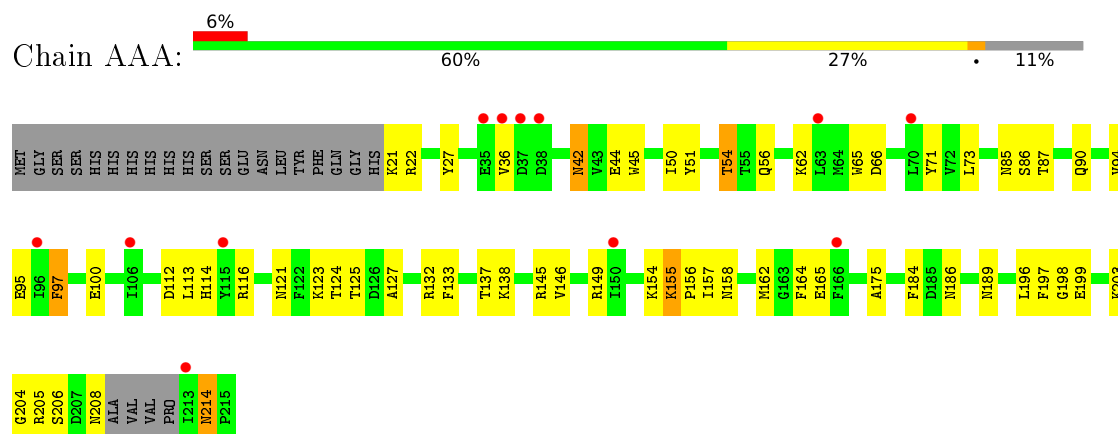 6%
Chain AAA:
60% 27% • 11%
MET GLY SER SER HIS HIS HIS HIS HIS HIS SER SER GLU ASN LEU TYR PHE GLN GLY HIS K21 R22 Y27 E35 V36 D37 D38 N42 V43 E44 W45 I50 Y51 T54 T55 Q56 K62 L63 M64 W65 D66 L70 Y71 V72 L73 N85 S86 T87 Q90
E95 I96 F97 E100 I106 D112 L113 H114 Y115 R116 N121 F122 K123 T124 T125 D126 A127 R132 F133 T137 K138 R145 V146 R149 I150 K154 K155 P156 I157 N158 M162 G163 F164 E165 F166 A175 F184 D185 N186 N189 L196 F197 G198 E199
G204 R205 S206 D207 N208 ALA VAL VAL PRO I213 N214 P215